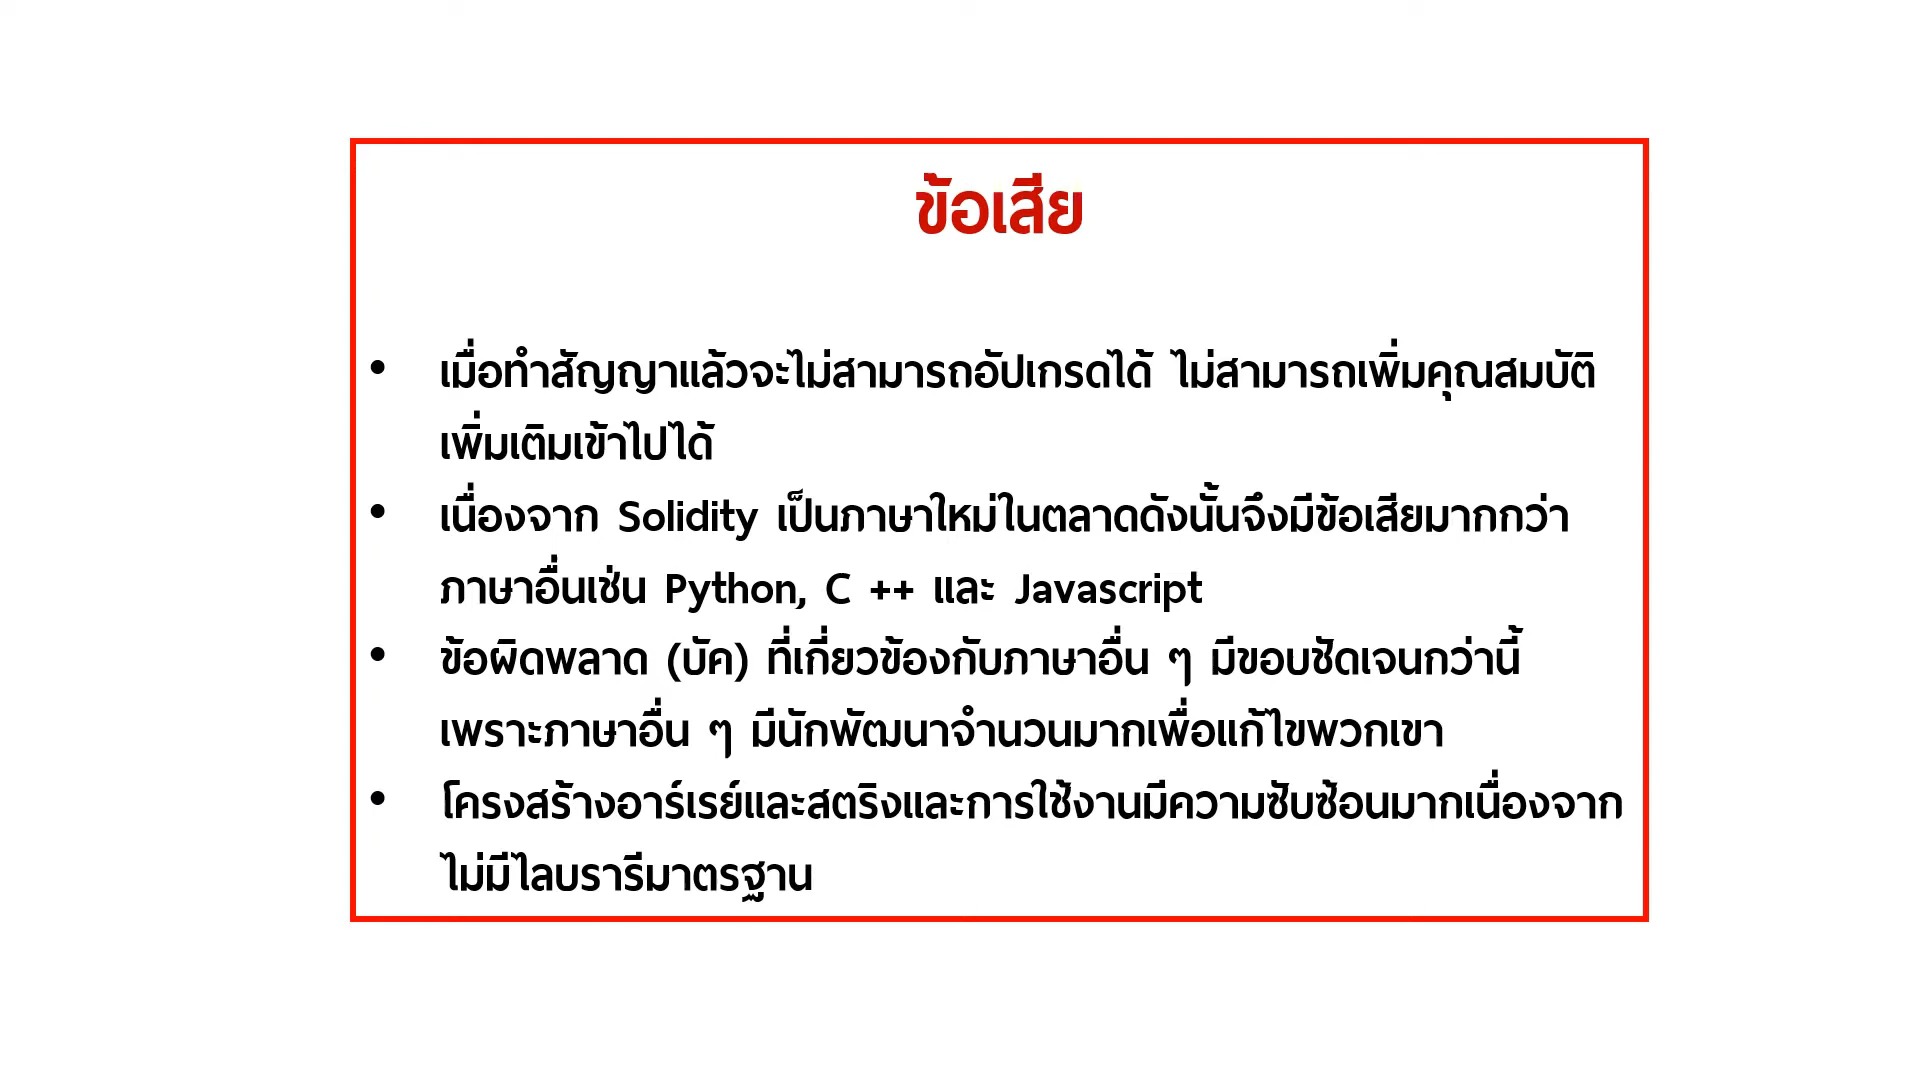 ข้อเสีย
• เมื่อทำสัญญาแล้วจะไม่สามารถอัปเกรดได้ ไม่สามารถเพิ่มคุณสมบัติ
เพิ่มเติมเข้าไปได้
• เนื่องจาก Solidity เป็นภาษาใหม่ในตลาดดังนั้นจึงมีข้อเสียมากกว่า
ภาษาอื่นเช่น Python, C ++ และ Javascript
• ข้อผิดพลาด (บัค) ที่เกี่ยวข้องกับภาษาอื่น ๆ มีขอบชัดเจนกว่านี้
เพราะภาษาอื่น ๆ มีนักพัฒนาจำนวนมากเพื่อแก้ไขพวกเขา
• โครงสร้างอาร์เรย์และสตริงและการใช้งานมีความซับซ้อนมากเนื่องจาก
ไม่มีไลบรารีมาตรฐาน